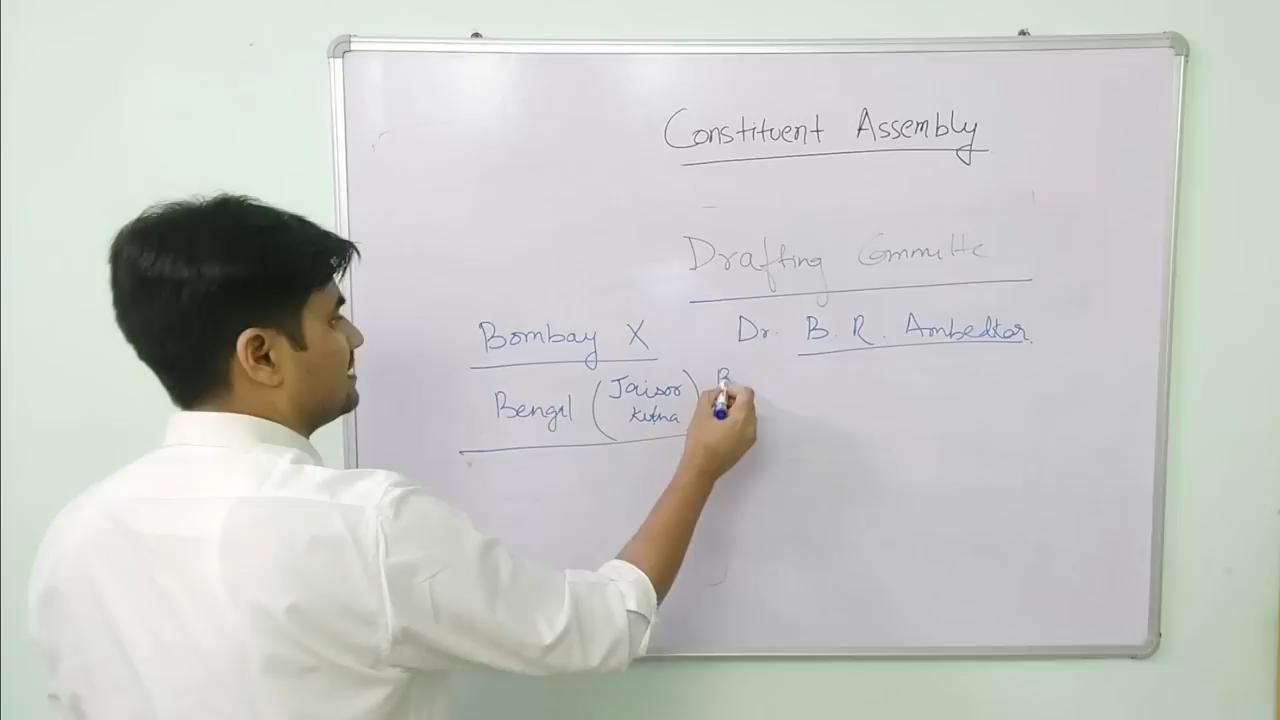 Constituent Assembly
Drafting Committe
Bombay X Dr. B. R. Ambedkar.
Bengal (Jaisor
Kulna) B